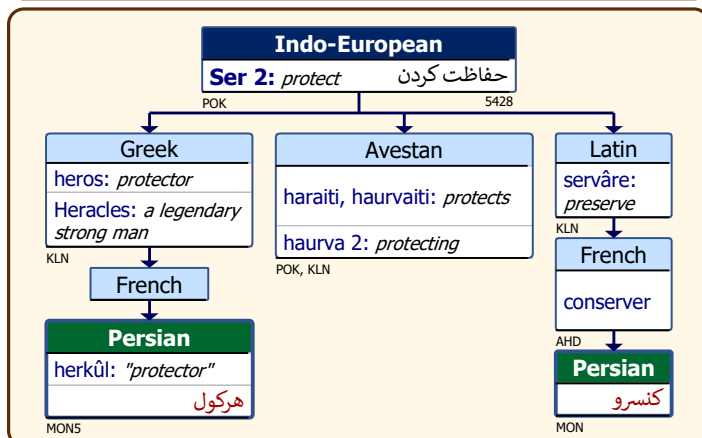 Indo-European
Ser 2: protect حفاظت کردن
POK 5428
Greek
heros: protector
Heracles: a legendary
strong man
KLN
French
Persian
herkûl: "protector"
هرکول
MON5
Avestan
haraiti, haurvaiti: protects
haurva 2: protecting
POK, KLN
Latin
servâre:
preserve
KLN
French
conserver
AHD
Persian
کنسرو
MON